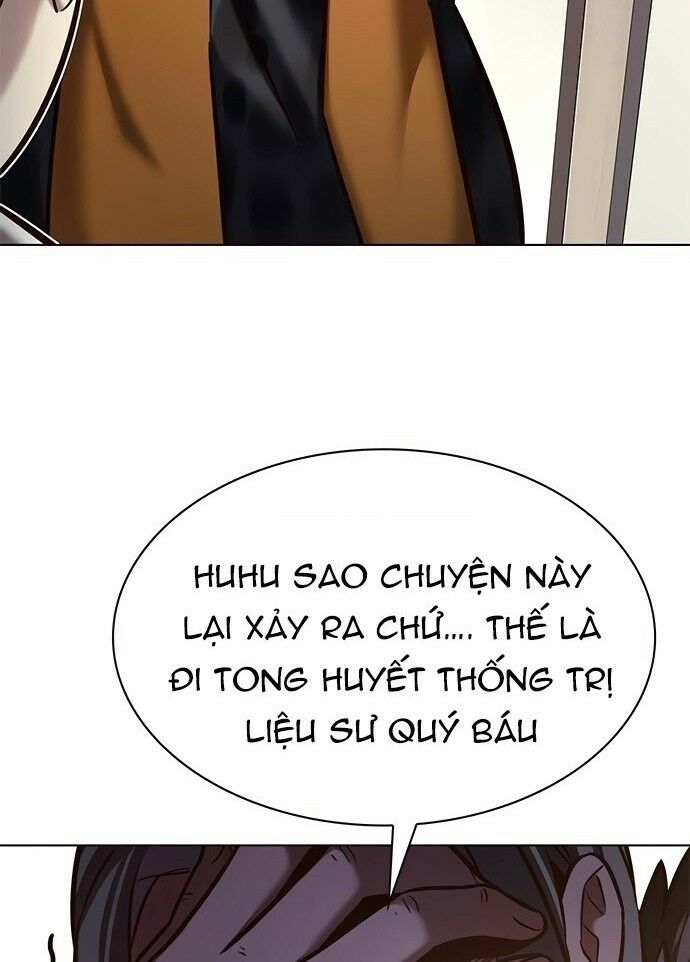 HUHU SAO CHUYỆN NÀY
LẠI XẢY RA CHỨ.... THẾ LÀ
ĐI TONG HUYẾT THỐNG TRỊ
LIỆU SƯ QUÝ BÁU